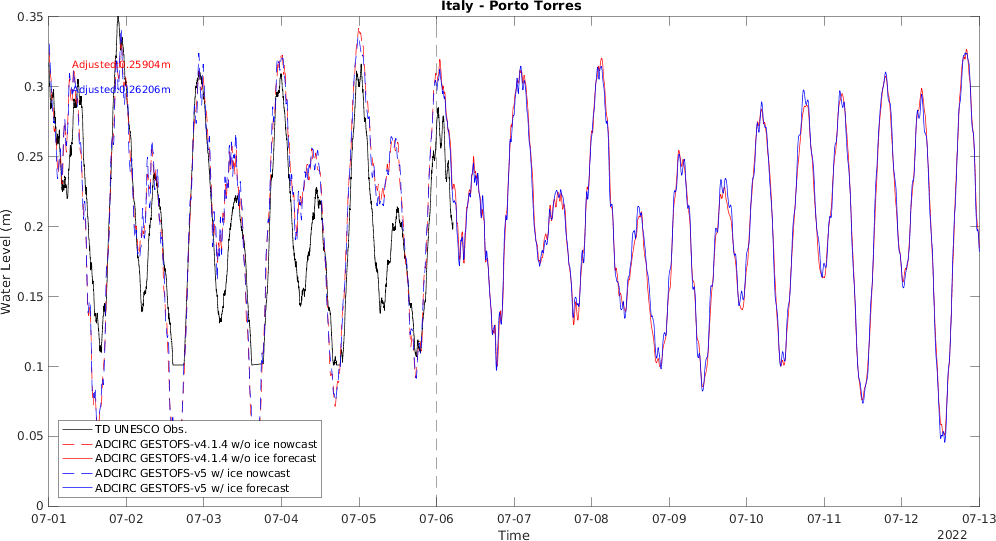 Italy - Porto Torres
Water Level (m)
0.35
0.3
0.25
0.2
0.15
0.1
0.05
0
Adjusted:0.25904m
Adjusted:0.26206m
TD UNESCO Obs.
ADCIRC GESTOFS-v4.1.4 w/o ice nowcast
ADCIRC GESTOFS-v4.1.4 w/o ice forecast
ADCIRC GESTOFS-v5 w/ ice nowcast
ADCIRC GESTOFS-v5 w/ ice forecast
07-01 07-02 07-03 07-04 07-05 07-06 07-07 07-08 07-09 07-10 07-11 07-12 07-13
Time
2022